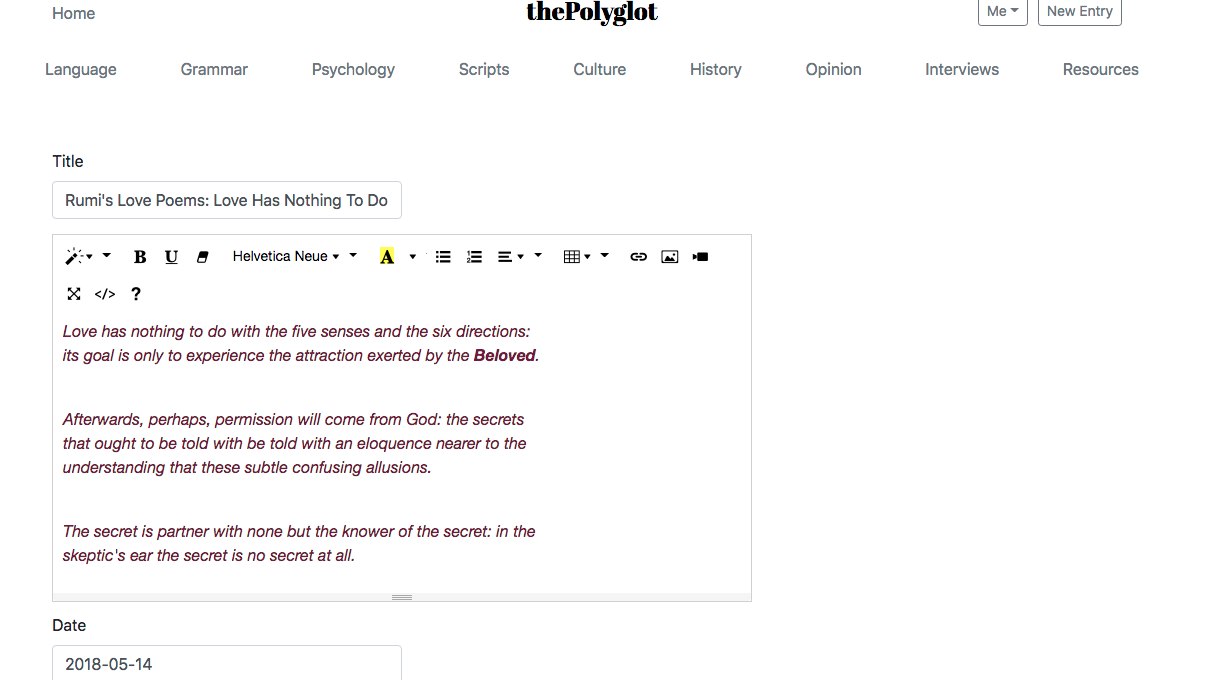 Home
thePolyglot
Me
New Entry
Language Grammar Psychology Scripts Culture History Opinion Interviews Resources
Title
Rumi's Love Poems: Love Has Nothing To Do
B U Helvetica Neue A
</> ?
Love has nothing to do with the five senses and the six directions:
its goal is only to experience the attraction exerted by the Beloved.
Afterwards, perhaps, permission will come from God: the secrets
that ought to be told with be told with an eloquence nearer to the
understanding that these subtle confusing allusions.
The secret is partner with none but the knower of the secret: in the
skeptic's ear the secret is no secret at all.
Date
2018-05-14